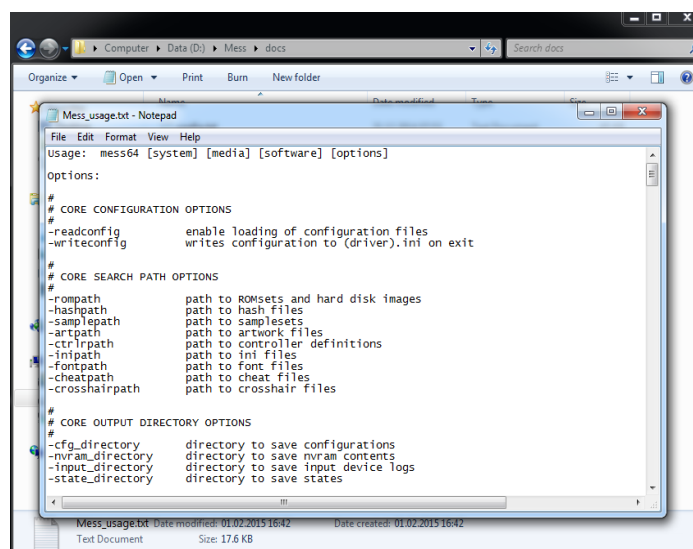 Computer Data (D:) Mess docs
Search docs
Organize Open Print Burn New folder
Name Date modified Type Size
Mess_usage.txt - Notepad
File Edit Format View Help
Usage:  mess64 [system] [media] [software] [options]
Options:
#
# CORE CONFIGURATION OPTIONS
#
-readconfig enable loading of configuration files
-writeconfig writes configuration to (driver).ini on exit
#
# CORE SEARCH PATH OPTIONS
#
-rompath path to ROMsets and hard disk images
-hashpath path to hash files
-samplepath path to samplesets
-artpath path to artwork files
-ctrlrpath path to controller definitions
-inipath path to ini files
-fontpath path to font files
-cheatpath path to cheat files
-crosshairpath path to crosshair files
#
# CORE OUTPUT DIRECTORY OPTIONS
#
-cfg_directory directory to save configurations
-nvram_directory directory to save nvram contents
-input_directory directory to save input device logs
-state_directory directory to save states
Mess_usage.txt Date modified: 01.02.2015 16:42 Date created: 01.02.2015 16:42
Text Document Size: 17.6 KB